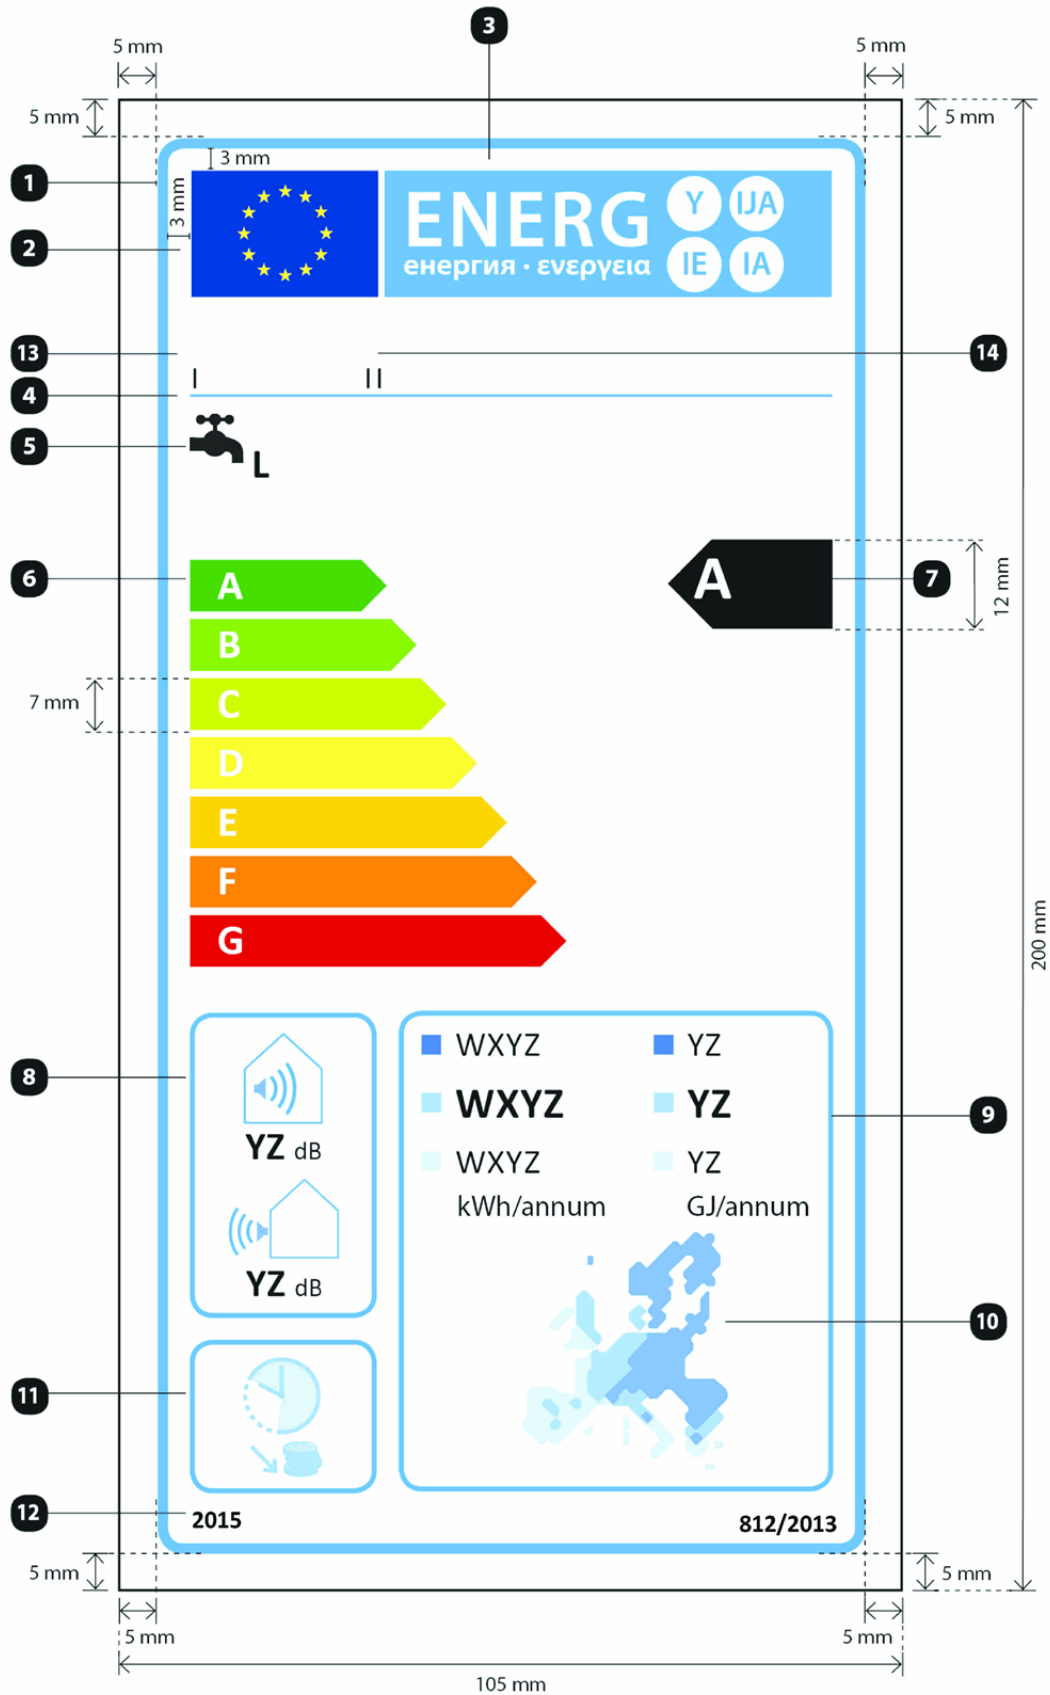 3
5 mm
5 mm
5 mm
5 mm
3 mm
1
3 mm
2
ENERG
енергия · ενεργεια
Y
IJA
IE
IA
13
14
I
II
4
5
L
6
A
A
7
12 mm
B
7 mm
C
D
E
F
G
200 mm
8
YZ dB
YZ dB
WXYZ
YZ
WXYZ
YZ
9
WXYZ
YZ
kWh/annum
GJ/annum
10
11
12
2015
812/2013
5 mm
5 mm
5 mm
5 mm
105 mm